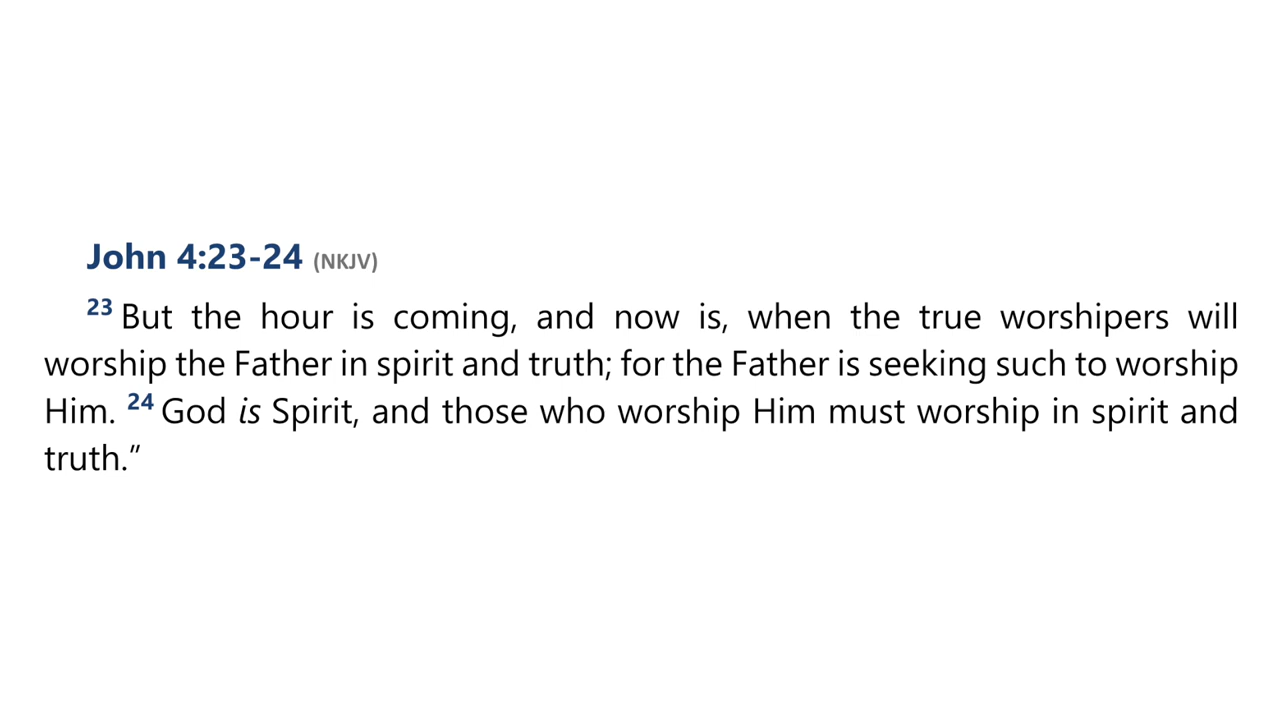 John 4:23-24 (NKJV)
23 But the hour is coming, and now is, when the true worshipers will
worship the Father in spirit and truth; for the Father is seeking such to worship
Him. 24 God is Spirit, and those who worship Him must worship in spirit and
truth.”